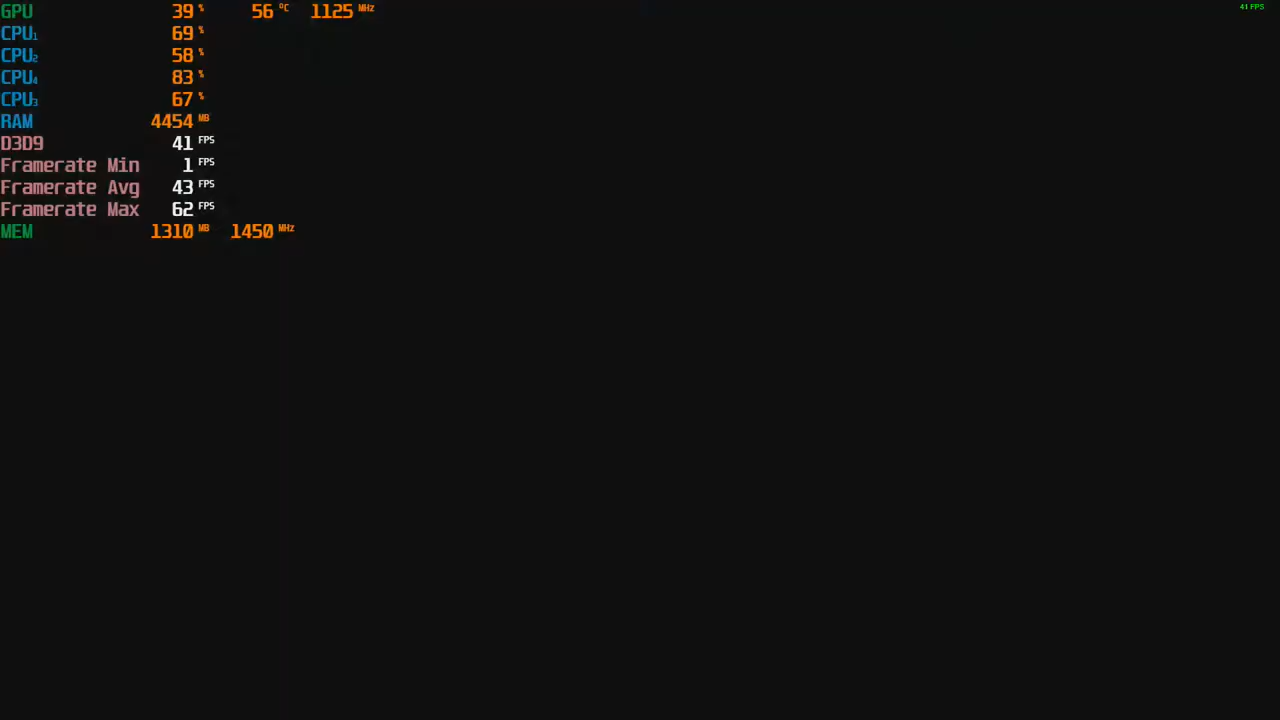 GPU 39 % 56 °C 1125 MHz 41 FPS
CPU1 69 %
CPU2 58 %
CPU4 83 %
CPU3 67 %
RAM 4454 MB
D3D9 41 FPS
Framerate Min 1 FPS
Framerate Avg 43 FPS
Framerate Max 62 FPS
MEM 1310 MB 1450 MHz